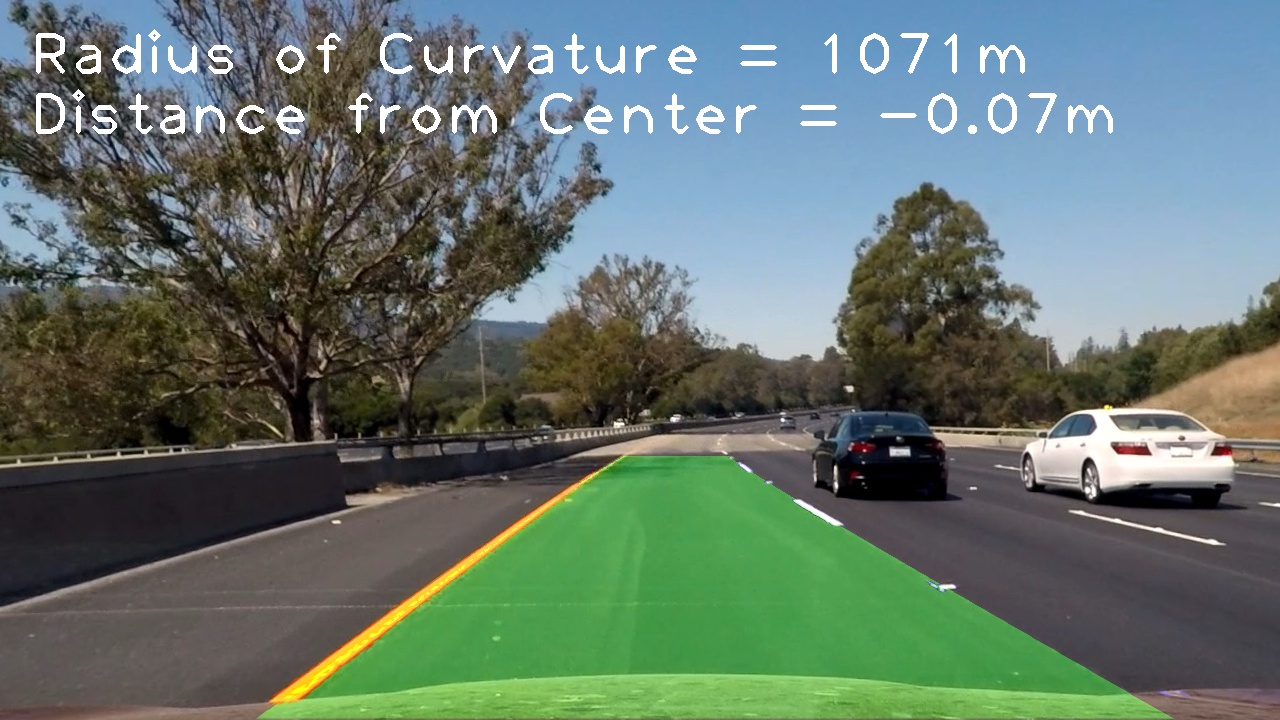 Radius of Curvature = 1071m
Distance from Center = -0.07m